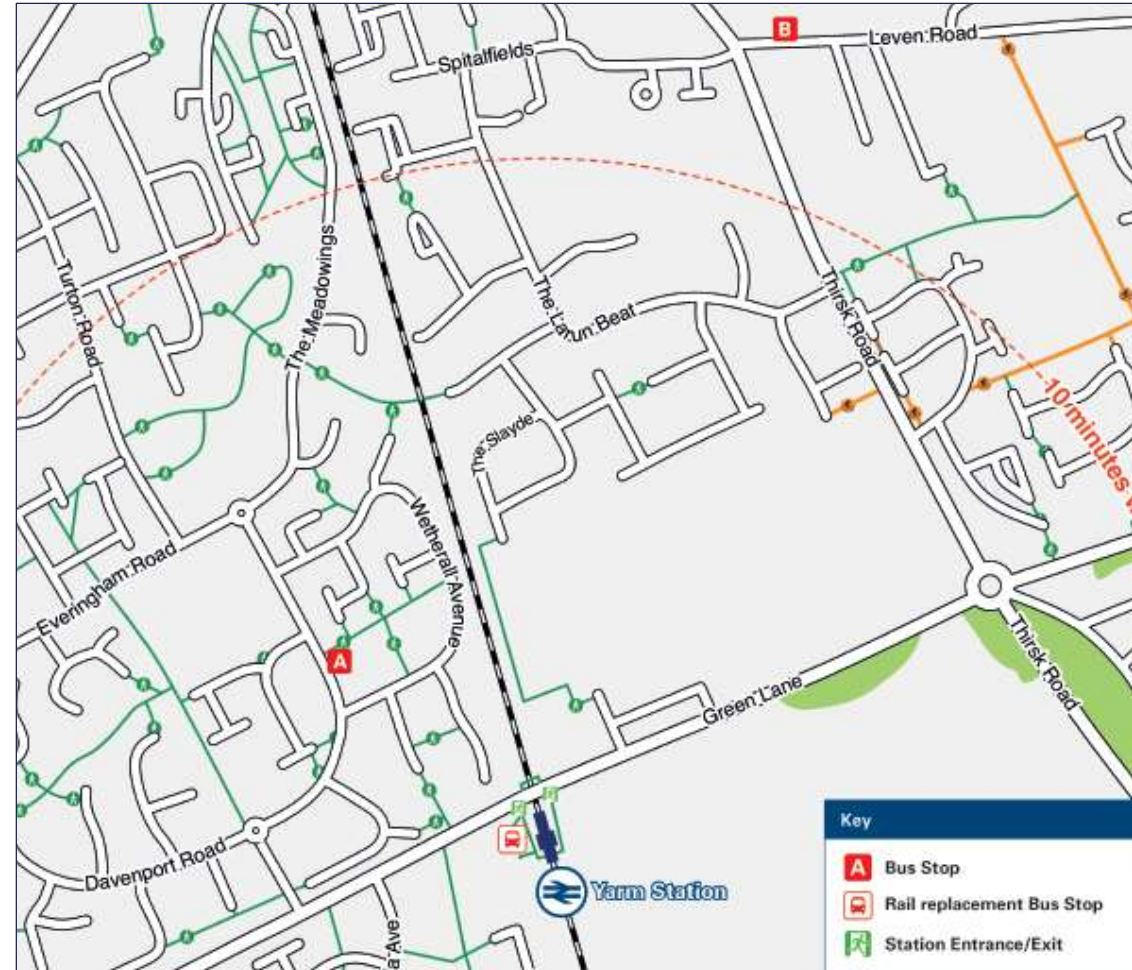 B
Leven Road
Spitalfields
Turton Road
The Meadowings
The Larun Beat
Thirsk Road
10 minutes w
The Slayde
Wetherall Avenue
Everingham Road
A
Thirsk Road
Green Lane
Davenport Road
Yarm Station
a Ave
Key
A Bus Stop
Rail replacement Bus Stop
Station Entrance/Exit